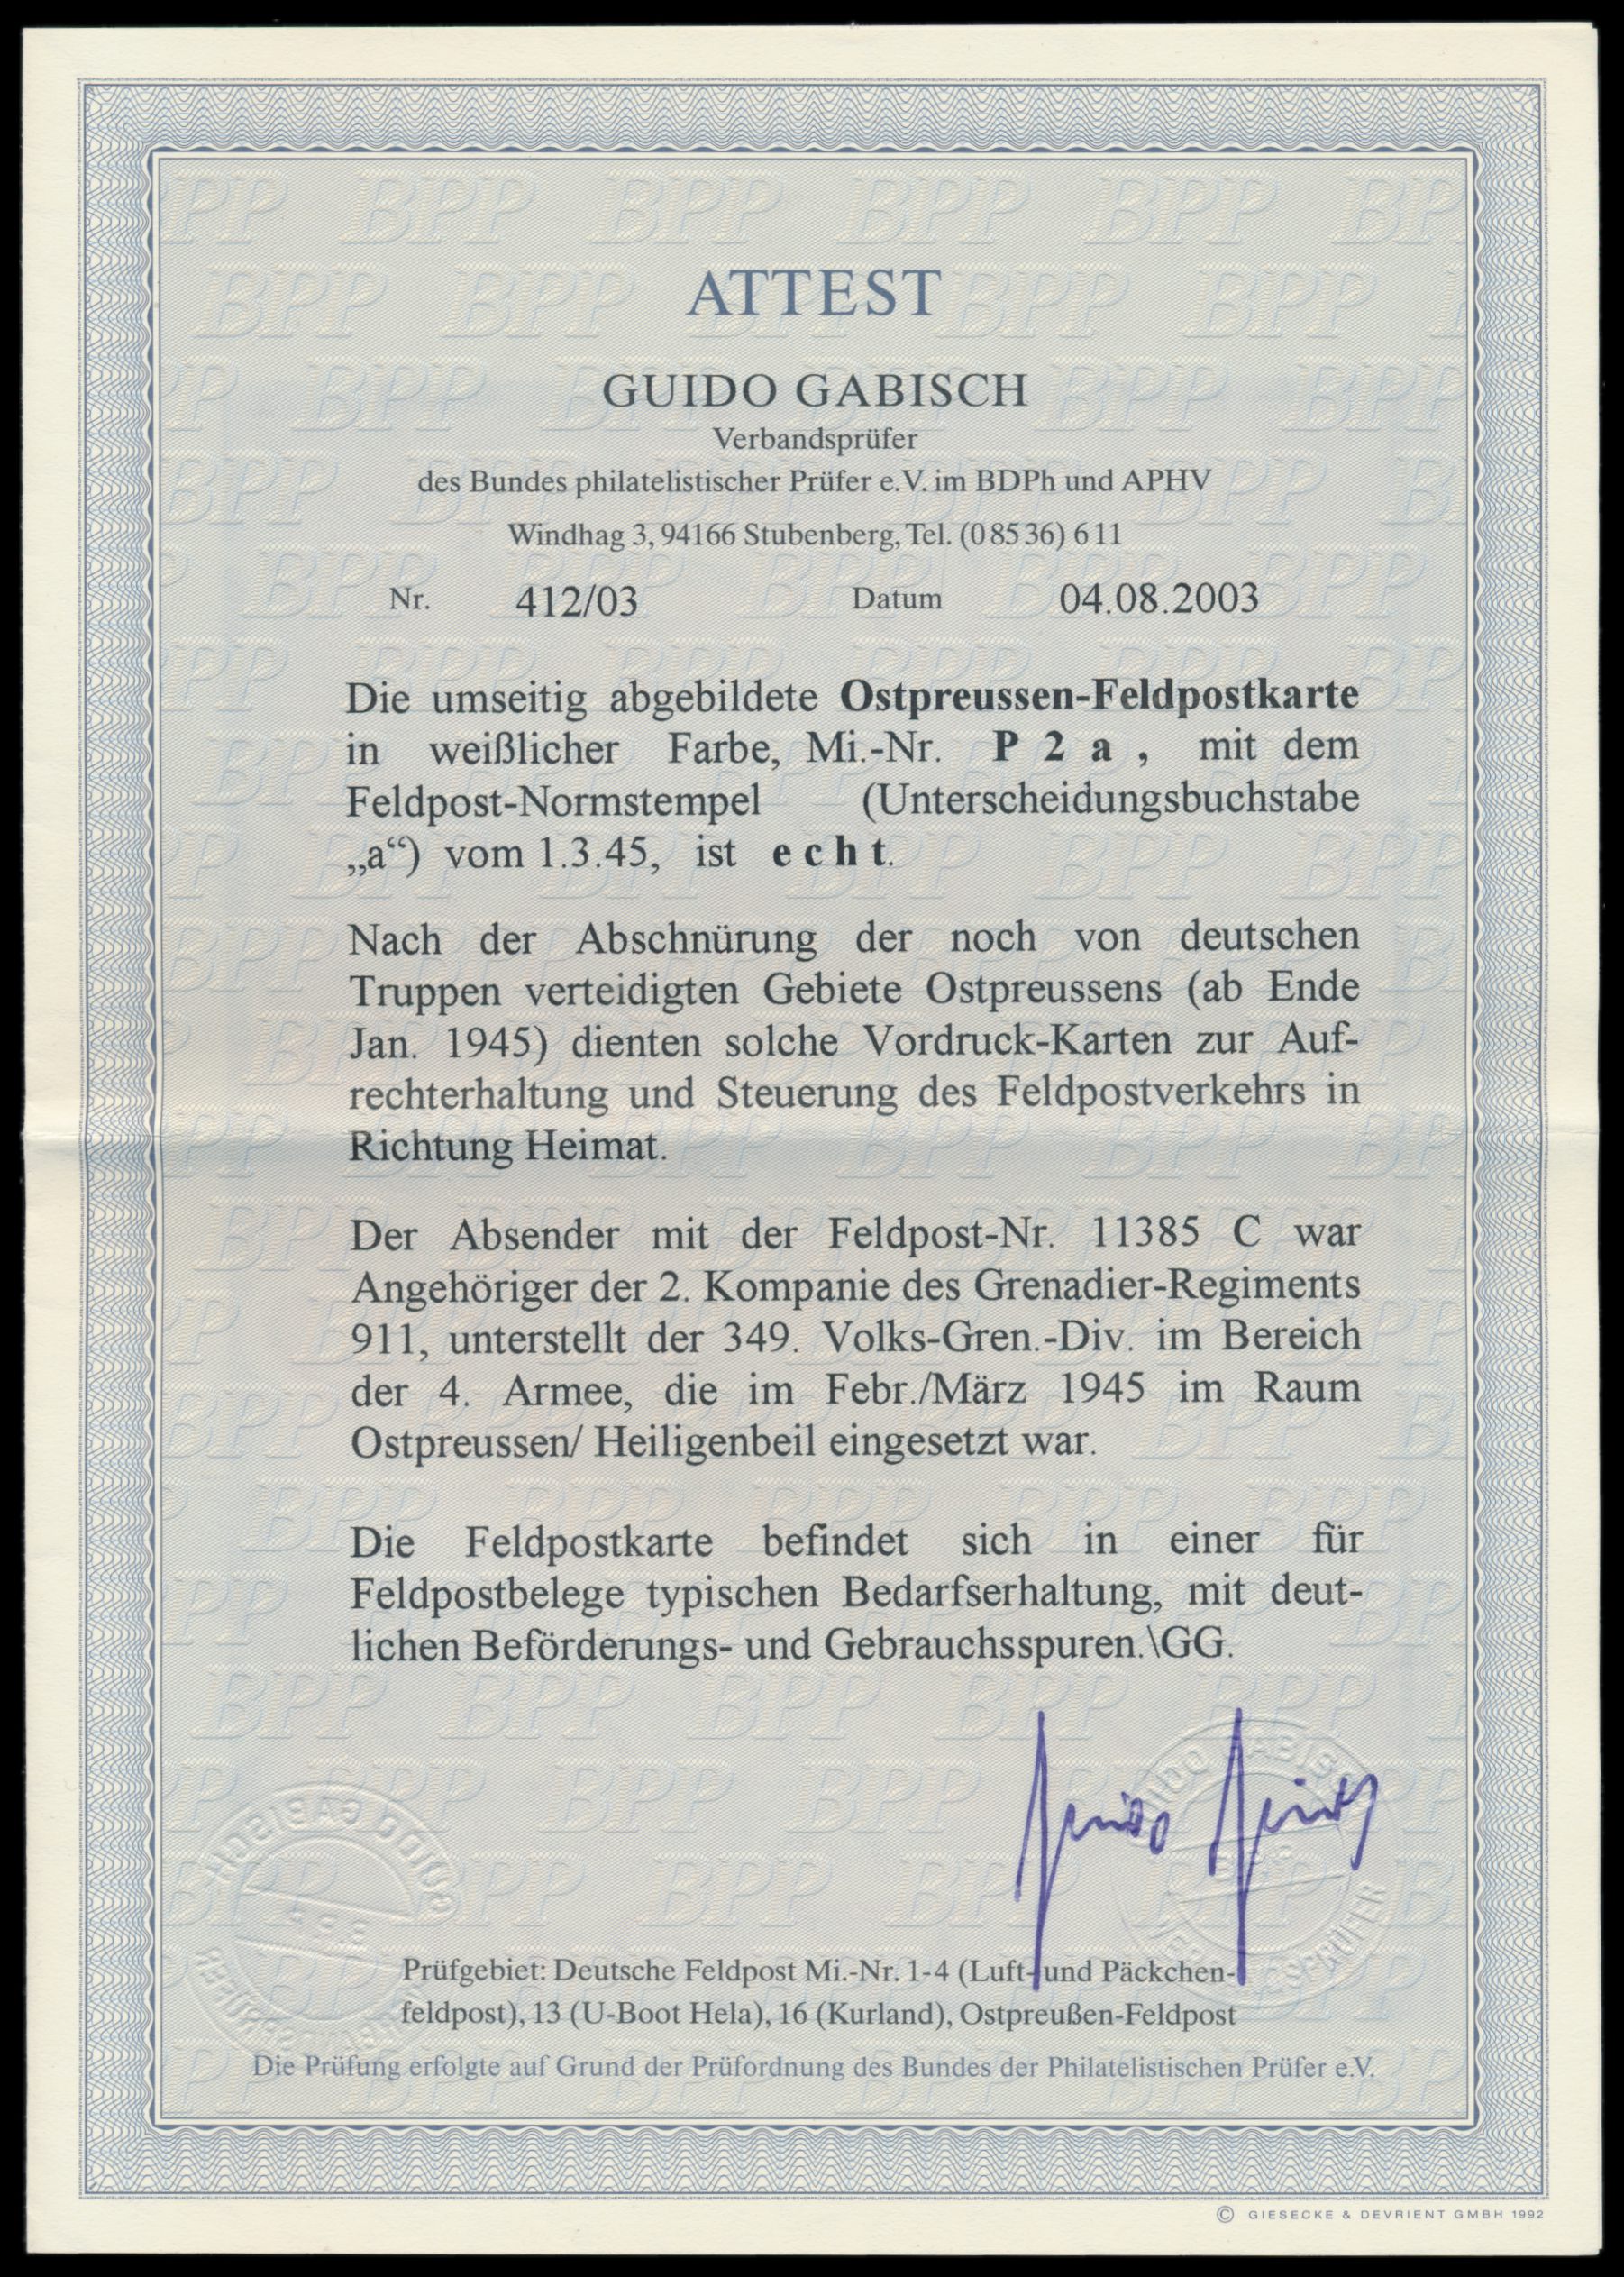 ATTEST
GUIDO GABISCH
Verbandsprüfer
des Bundes philatelistischer Prüfer e.V. im BDPh und APHV
Windhag 3, 94166 Stubenberg, Tel. (0 85 36) 6 11
Nr. 412/03 Datum 04.08.2003
Die umseitig abgebildete Ostpreussen-Feldpostkarte
in weißlicher Farbe, Mi.-Nr. P 2 a , mit dem
Feldpost-Normstempel (Unterscheidungsbuchstabe
„a“) vom 1.3.45, ist e c h t.
Nach der Abschnürung der noch von deutschen
Truppen verteidigten Gebiete Ostpreussens (ab Ende
Jan. 1945) dienten solche Vordruck-Karten zur Auf-
rechterhaltung und Steuerung des Feldpostverkehrs in
Richtung Heimat.
Der Absender mit der Feldpost-Nr. 11385 C war
Angehöriger der 2. Kompanie des Grenadier-Regiments
911, unterstellt der 349. Volks-Gren.-Div. im Bereich
der 4. Armee, die im Febr./März 1945 im Raum
Ostpreussen/ Heiligenbeil eingesetzt war.
Die Feldpostkarte befindet sich in einer für
Feldpostbelege typischen Bedarfserhaltung, mit deut-
lichen Beförderungs- und Gebrauchsspuren.\GG.
Prüfgebiet: Deutsche Feldpost Mi.-Nr. 1-4 (Luft- und Päckchen-
feldpost), 13 (U-Boot Hela), 16 (Kurland), Ostpreußen-Feldpost
Die Prüfung erfolgte auf Grund der Prüfordnung des Bundes der Philatelistischen Prüfer e.V.
© GIESECKE & DEVRIENT GMBH 1992